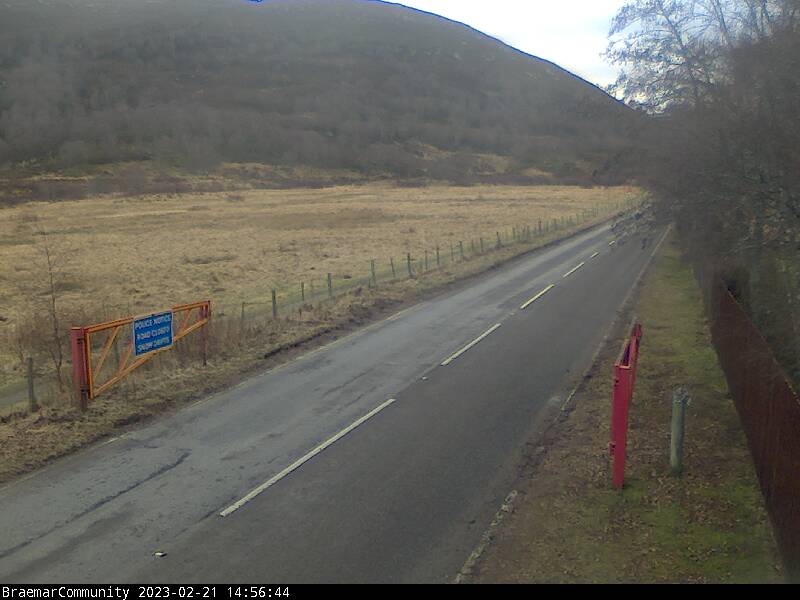 POLICE NOTICE
ROAD CLOSED
SNOW DRIFTS
BraemarCommunity 2023-02-21 14:56:44